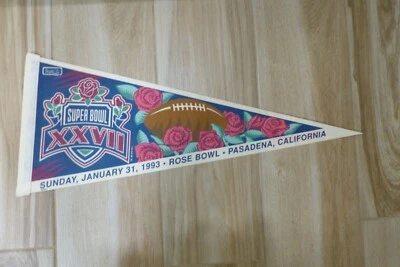 SUPER BOWL
XXVII
SUNDAY, JANUARY 31, 1993 • ROSE BOWL • PASADENA, CALIFORNIA